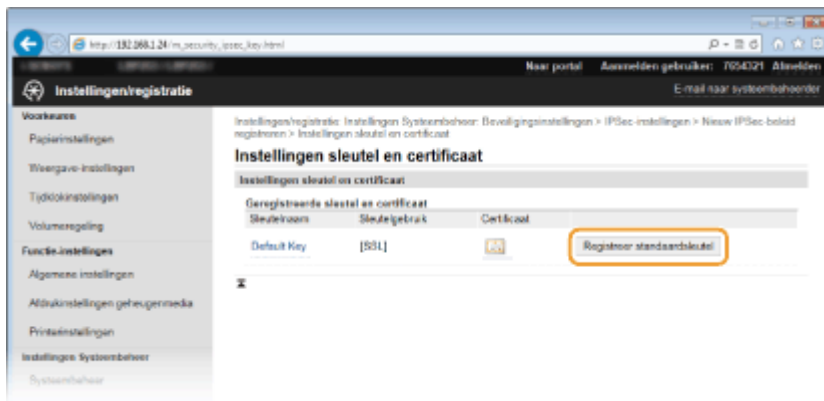 http://192.168.1.24/m_security_ipsec_key.html
Naar portal Aanmelden gebruiker: 7654321 Afmelden
Instellingen/registratie
E-mail naar systeembeheerder
Voorkeuren
Papierinstellingen
Weergave-instellingen
Tijdklokinstellingen
Volumeregeling
Functie-instellingen
Algemene instellingen
Afdrukinstellingen geheugenmedia
Printerinstellingen
Instellingen Systeembeheer
Systeembeheer
Instellingen/registratie: Instellingen Systeembeheer: Beveiligingsinstellingen > IPSec-instellingen > Nieuw IPSec-beleid
registreren > Instellingen sleutel en certificaat
Instellingen sleutel en certificaat
Instellingen sleutel en certificaat
Geregistreerde sleutel en certificaat
Sleutelnaam Sleutelgebruik Certificaat
Default Key [SSL] Registreer standaardsleutel